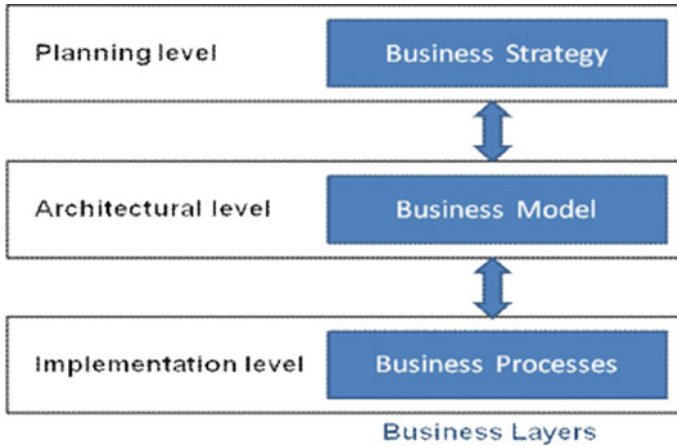 Planning level
Business Strategy
Architectural level
Business Model
Implementation level
Business Processes
Business Layers